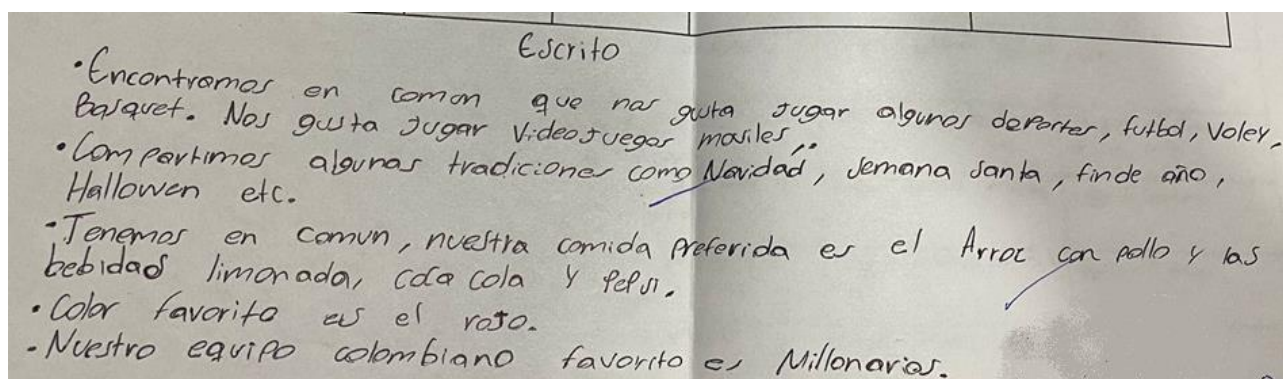 Escrito
•Encontramos en comun que nos gusta Jugar algunos deportes, futbol, Voley,
Basquet. Nos gusta Jugar VideoJuegos moviles,.
•Compartimos algunas tradiciones como Navidad, Semana Santa, finde año,
Hallowen etc.
•Tenemos en comun, nuestra comida preferida es el Arroz con pollo y las
bebidas limonada, coca cola y PePsi.
•Color favorito es el roJo.
•Nuestro equipo colombiano favorito es Millonarios.